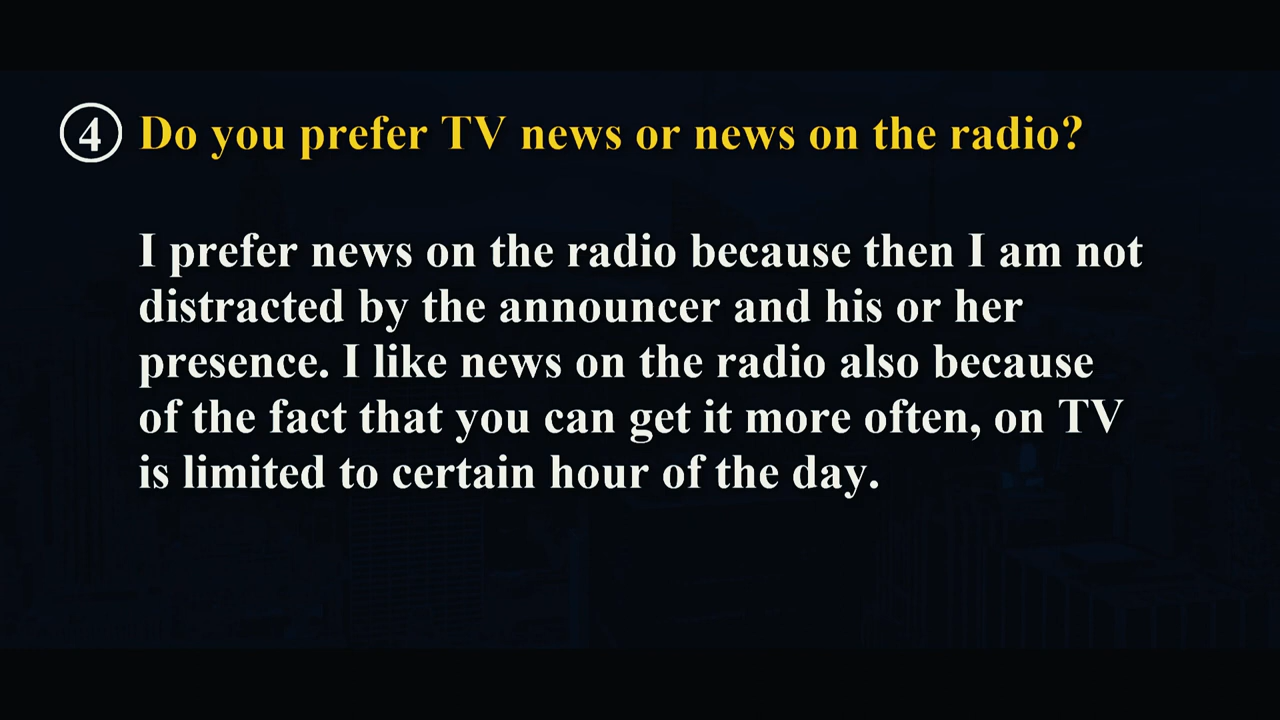 4 Do you prefer TV news or news on the radio?
I prefer news on the radio because then I am not
distracted by the announcer and his or her
presence. I like news on the radio also because
of the fact that you can get it more often, on TV
is limited to certain hour of the day.